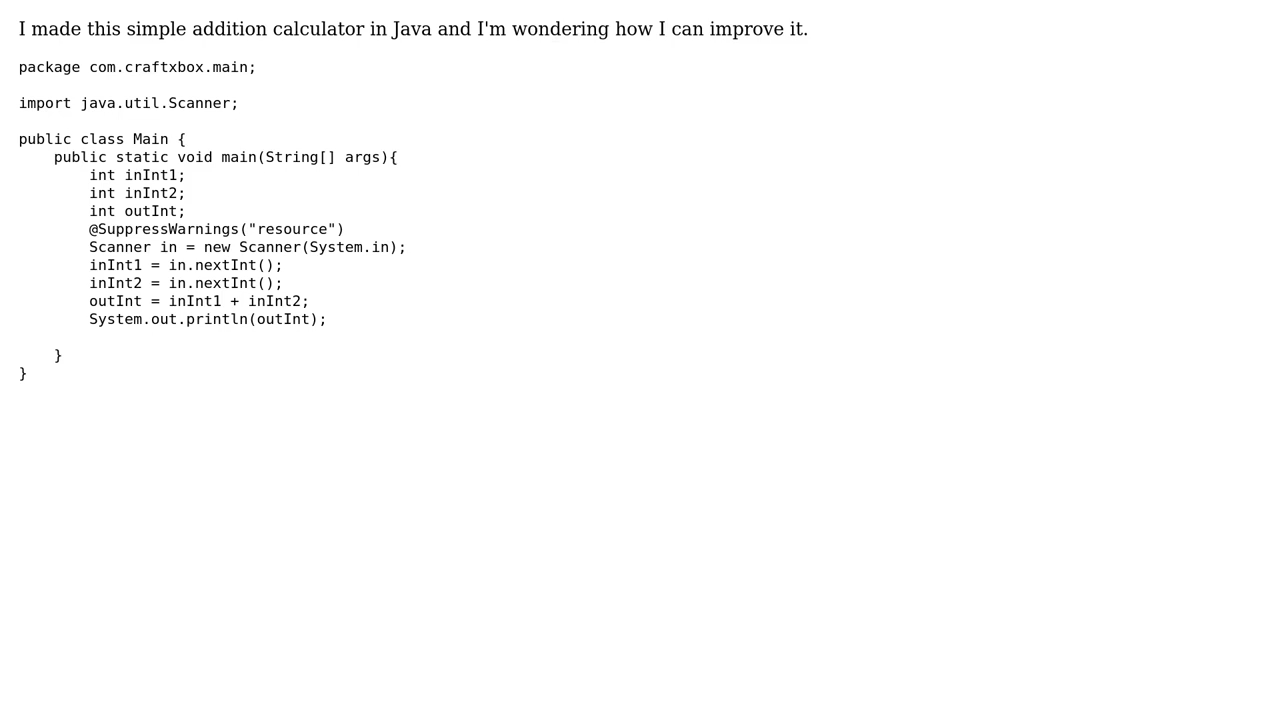 I made this simple addition calculator in Java and I'm wondering how I can improve it.
package com.craftxbox.main;
import java.util.Scanner;
public class Main {
    public static void main(String[] args){
        int inInt1;
        int inInt2;
        int outInt;
        @SuppressWarnings("resource")
        Scanner in = new Scanner(System.in);
        inInt1 = in.nextInt();
        inInt2 = in.nextInt();
        outInt = inInt1 + inInt2;
        System.out.println(outInt);
    }
}